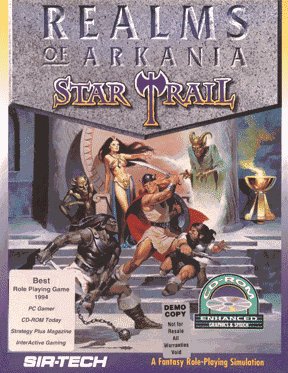 REALMS
OF ARKANIA
STAR TRAIL
Best
Role Playing Game
1994
PC Gamer
CD-ROM Today
Strategy Plus Magazine
InterActive Gaming
DEMO
COPY
Not for
Resale
All
Warranties
Void
CD-ROM
ENHANCED
GRAPHICS & SPEECH
SIR-TECH
A Fantasy Role-Playing Simulation